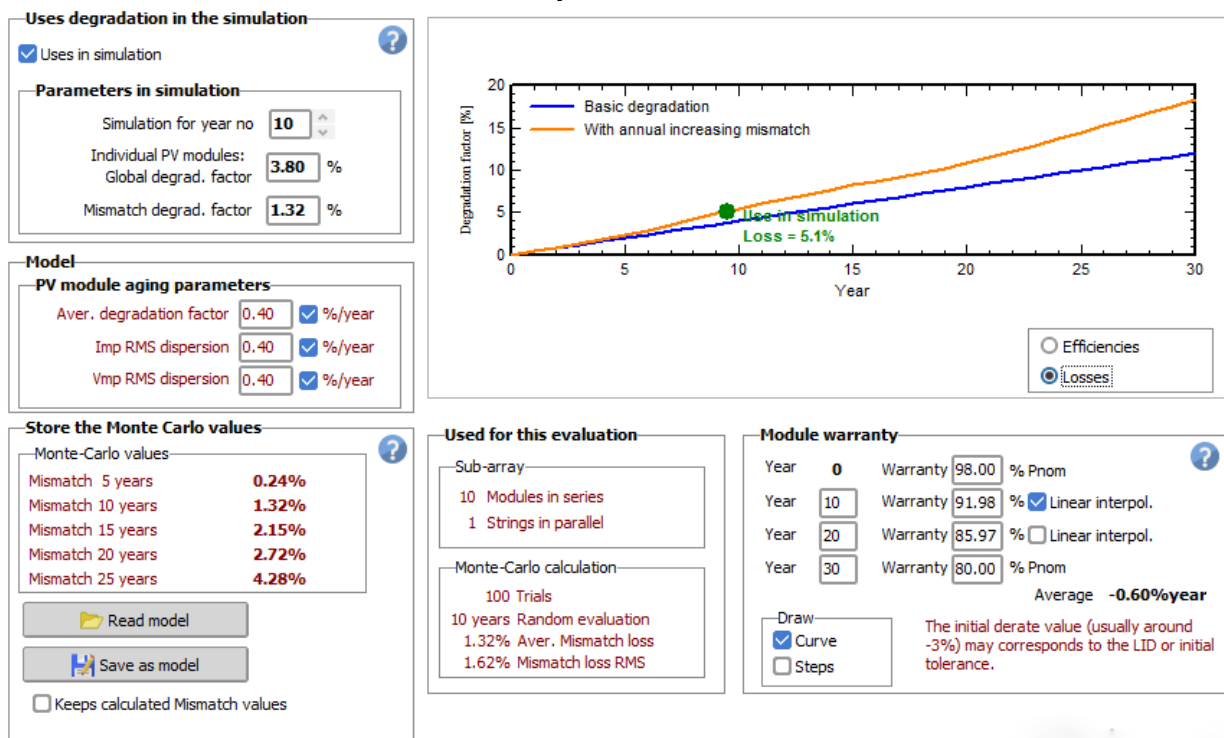 Uses degradation in the simulation
Uses in simulation
?
Parameters in simulation
Simulation for year no 10
Individual PV modules:
Global degrad. factor 3.80 %
Mismatch degrad. factor 1.32 %
Model
PV module aging parameters
Aver. degradation factor 0.40 %/year
Imp RMS dispersion 0.40 %/year
Vmp RMS dispersion 0.40 %/year
Degradation factor [%]
20
15
10
5
0
Basic degradation
With annual increasing mismatch
Use in simulation
Loss = 5.1%
0 5 10 15 20 25 30
Year
Efficiencies
Losses
Store the Monte Carlo values
?
Monte-Carlo values
Mismatch 5 years 0.24%
Mismatch 10 years 1.32%
Mismatch 15 years 2.15%
Mismatch 20 years 2.72%
Mismatch 25 years 4.28%
Read model
Save as model
Keeps calculated Mismatch values
Used for this evaluation
Sub-array
10 Modules in series
1 Strings in parallel
Monte-Carlo calculation
100 Trials
10 years Random evaluation
1.32% Aver. Mismatch loss
1.62% Mismatch loss RMS
Module warranty
?
Year 0 Warranty 98.00 % Pnom
Year 10 Warranty 91.98 % Linear interpol.
Year 20 Warranty 85.97 % Linear interpol.
Year 30 Warranty 80.00 % Pnom
Average -0.60%year
Draw
Curve
Steps
The initial derate value (usually around
-3%) may corresponds to the LID or initial
tolerance.